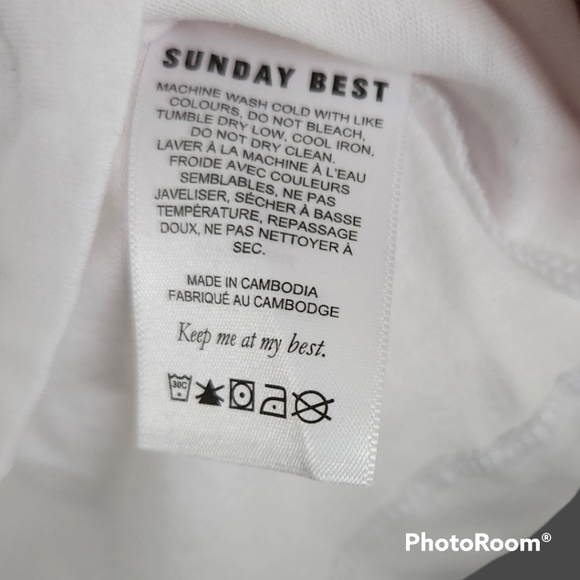 SUNDAY BEST
MACHINE WASH COLD WITH LIKE
COLOURS, DO NOT BLEACH,
TUMBLE DRY LOW, COOL IRON,
DO NOT DRY CLEAN.
LAVER À LA MACHINE À L'EAU
FROIDE AVEC COULEURS
SEMBLABLES, NE PAS
JAVELISER, SÉCHER À BASSE
TEMPÉRATURE, REPASSAGE
DOUX, NE PAS NETTOYER À
SEC.
MADE IN CAMBODIA
FABRIQUÉ AU CAMBODGE
Keep me at my best.
30C
PhotoRoom®